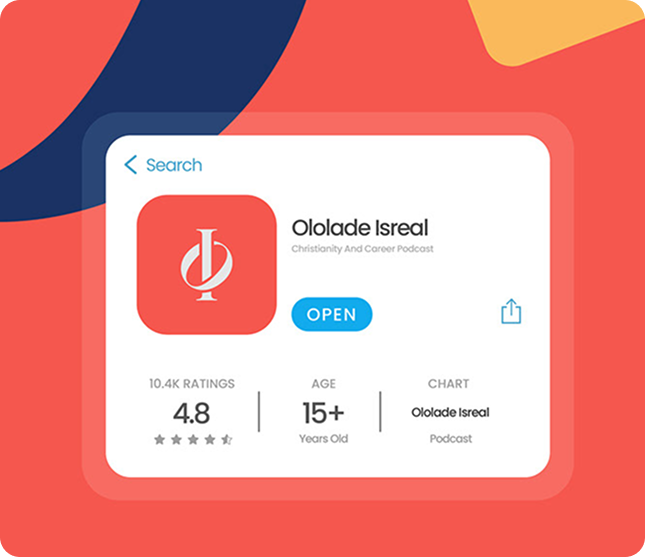 Search
Ololade Isreal
Christianity And Career Podcast
OPEN
10.4K RATINGS
AGE
CHART
4.8
15+
Ololade Isreal
Years Old
Podcast